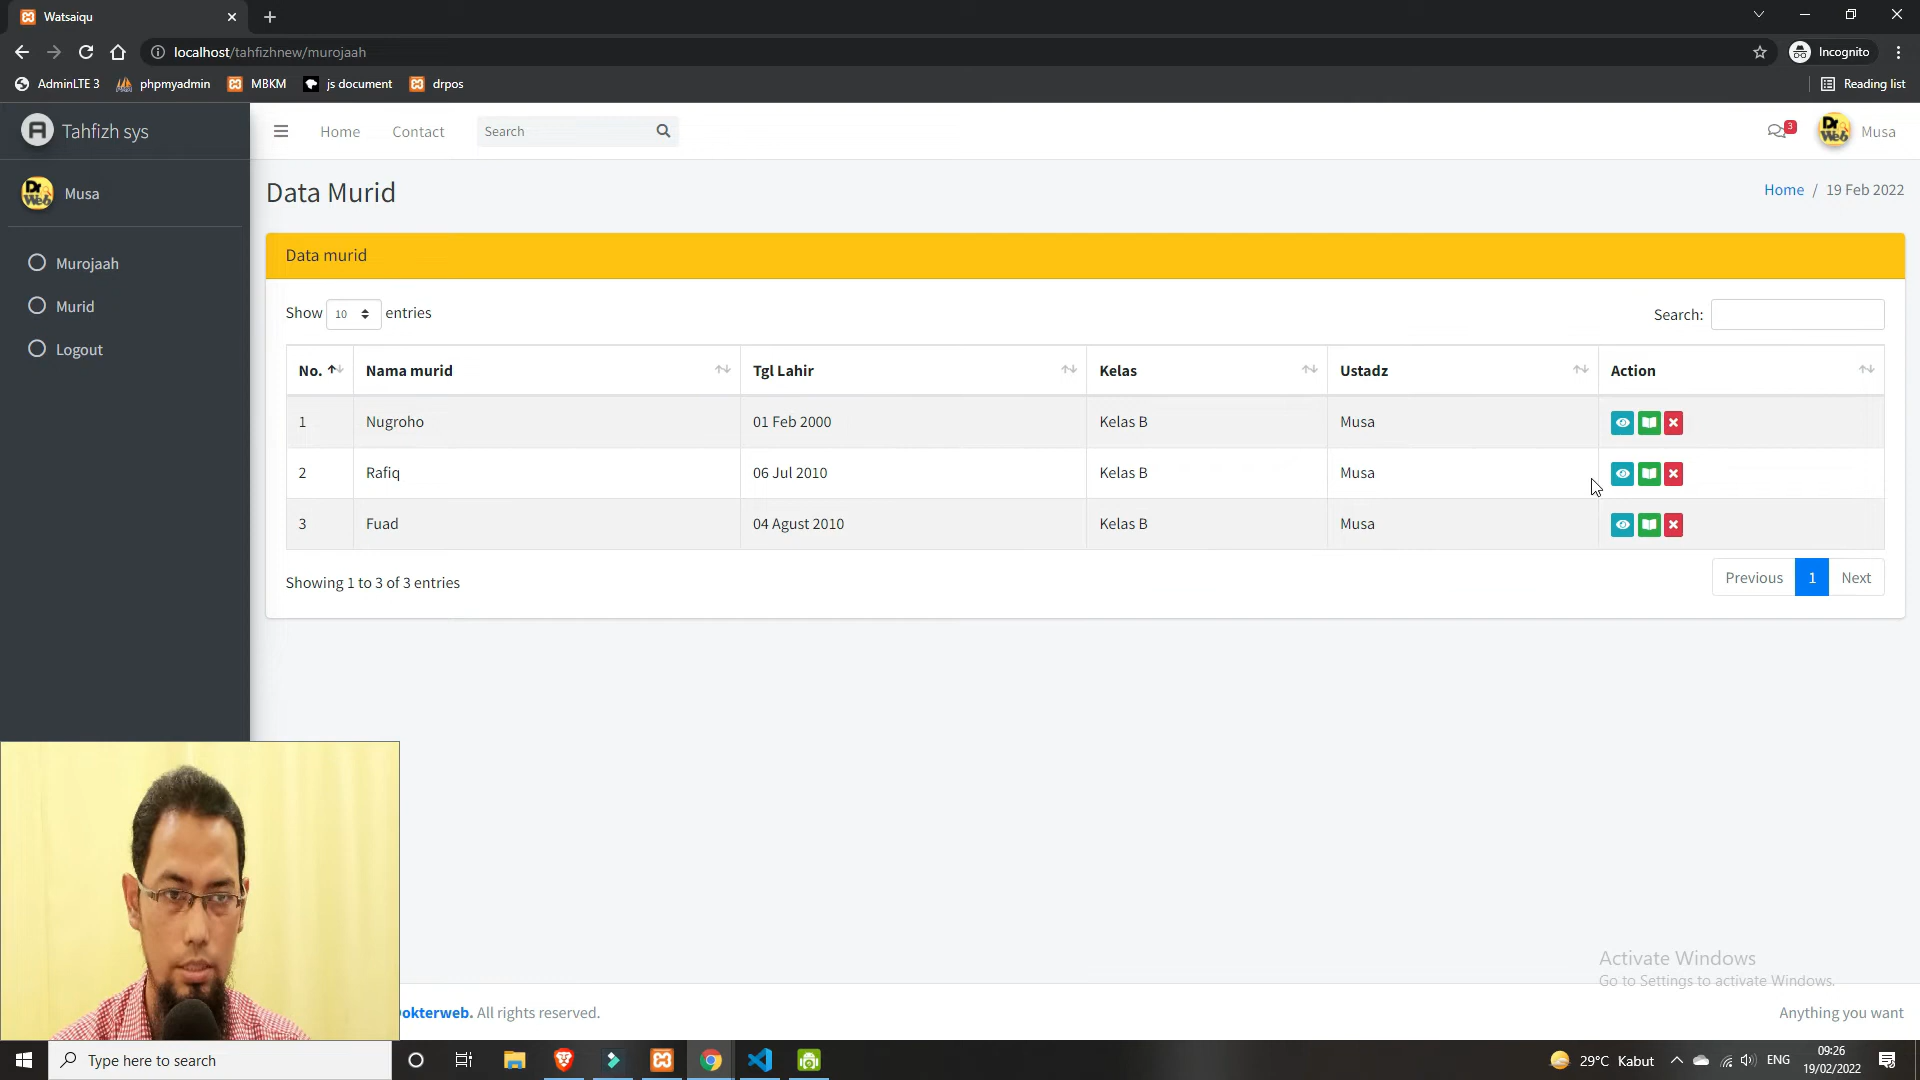 Watsaiqu
localhost/tahfizhnew/murojaah
Incognito
AdminLTE 3 phpmyadmin MBKM js document drpos Reading list
Tahfizh sys
Home Contact Search 3 Musa
Musa
Murojaah
Murid
Logout
Data Murid
Home / 19 Feb 2022
Data murid
Show 10 entries
Search:
No. Nama murid Tgl Lahir Kelas Ustadz Action
1 Nugroho 01 Feb 2000 Kelas B Musa
2 Rafiq 06 Jul 2010 Kelas B Musa
3 Fuad 04 Agust 2010 Kelas B Musa
Showing 1 to 3 of 3 entries
Previous 1 Next
Activate Windows
Go to Settings to activate Windows.
okterweb. All rights reserved.
Anything you want
Type here to search
29°C Kabut ENG 09:26
19/02/2022